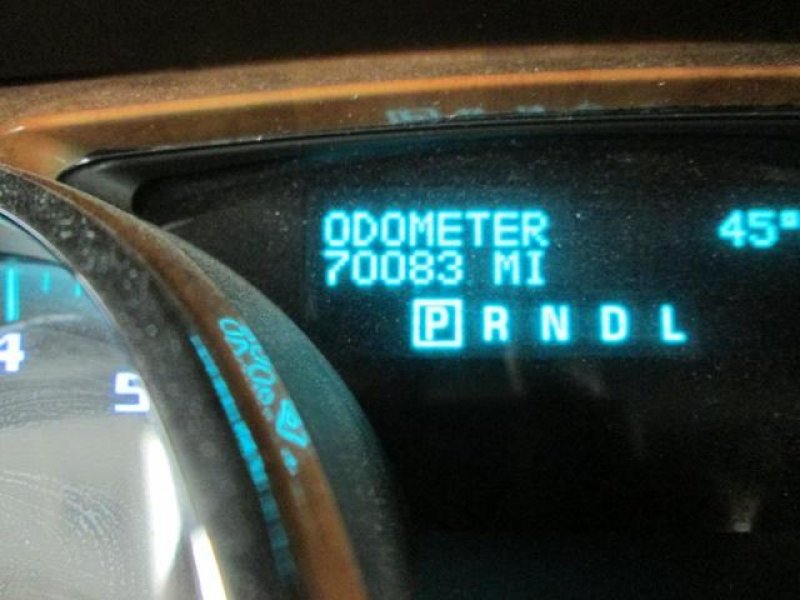 ODOMETER 45°
70083 MI
P R N D L
4
5